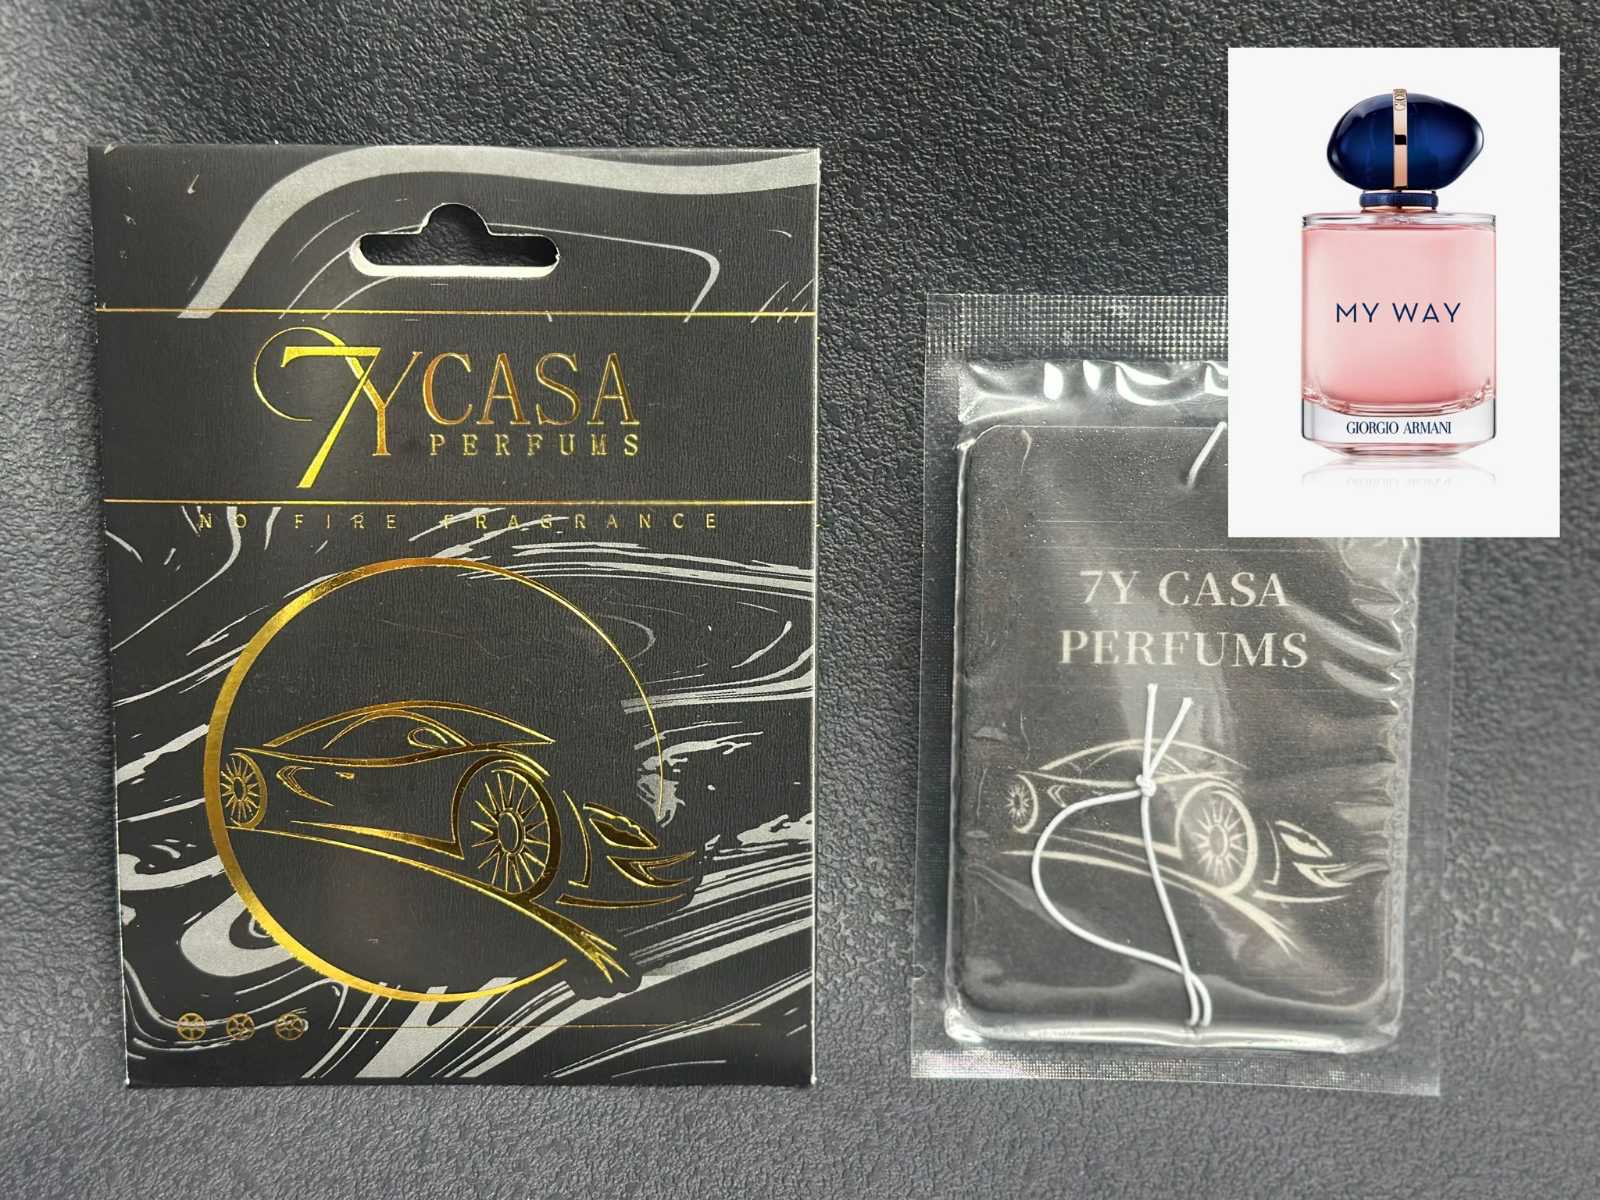 7YCASA
PERFUMS
NO FIRE FRAGRANCE
7Y CASA
PERFUMS
MY WAY
GIORGIO ARMANI